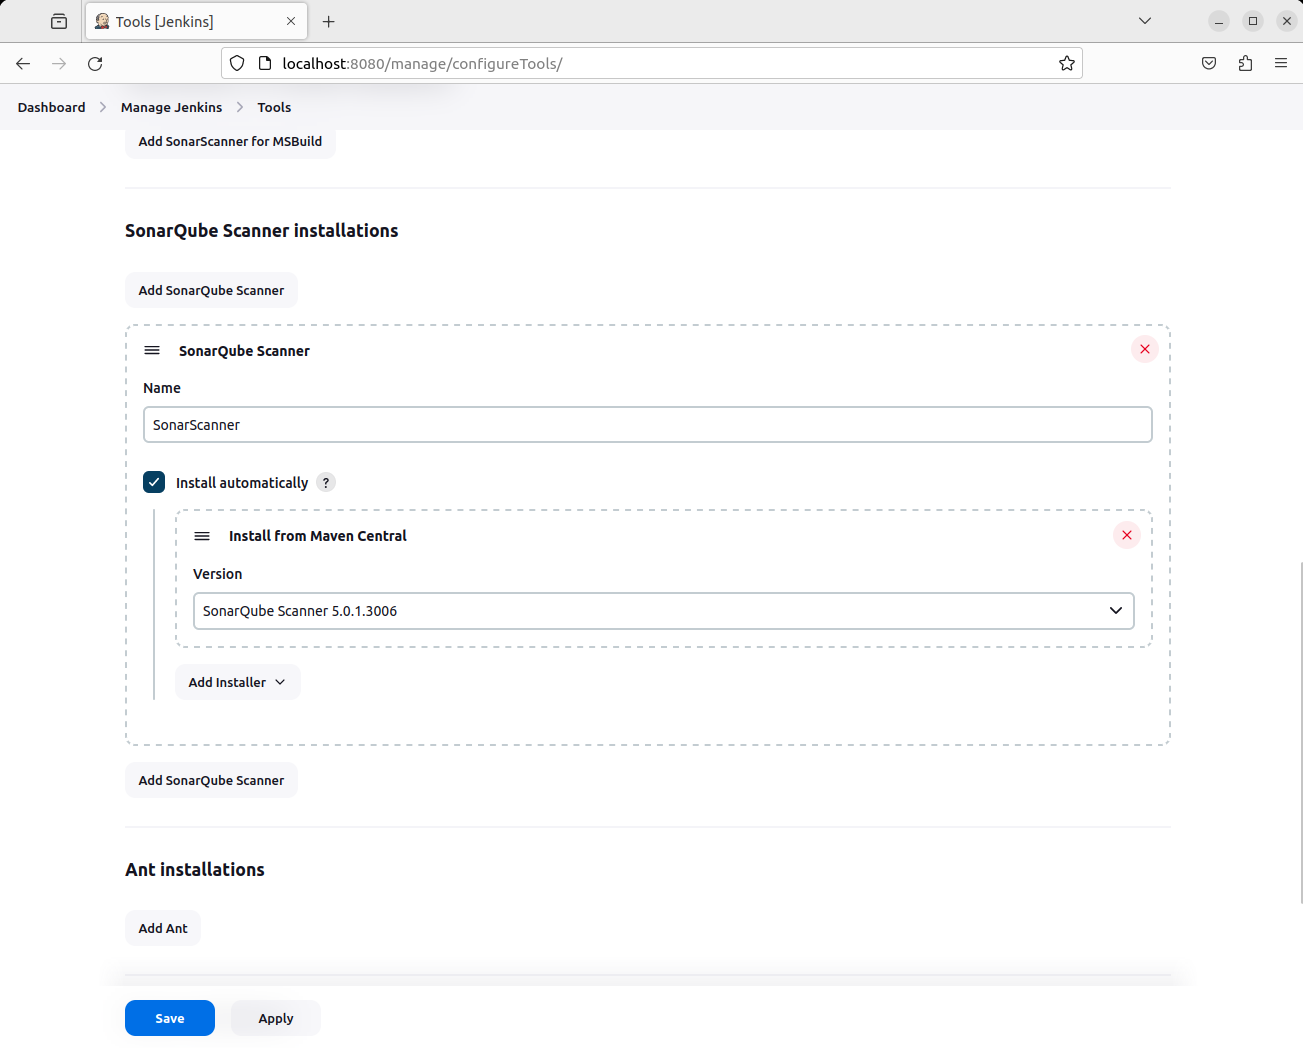 Tools [Jenkins]
localhost:8080/manage/configureTools/
Dashboard
Manage Jenkins
Tools
Add SonarScanner for MSBuild
SonarQube Scanner installations
Add SonarQube Scanner
SonarQube Scanner
Name
SonarScanner
Install automatically ?
Install from Maven Central
Version
SonarQube Scanner 5.0.1.3006
Add Installer
Add SonarQube Scanner
Ant installations
Add Ant
Save
Apply